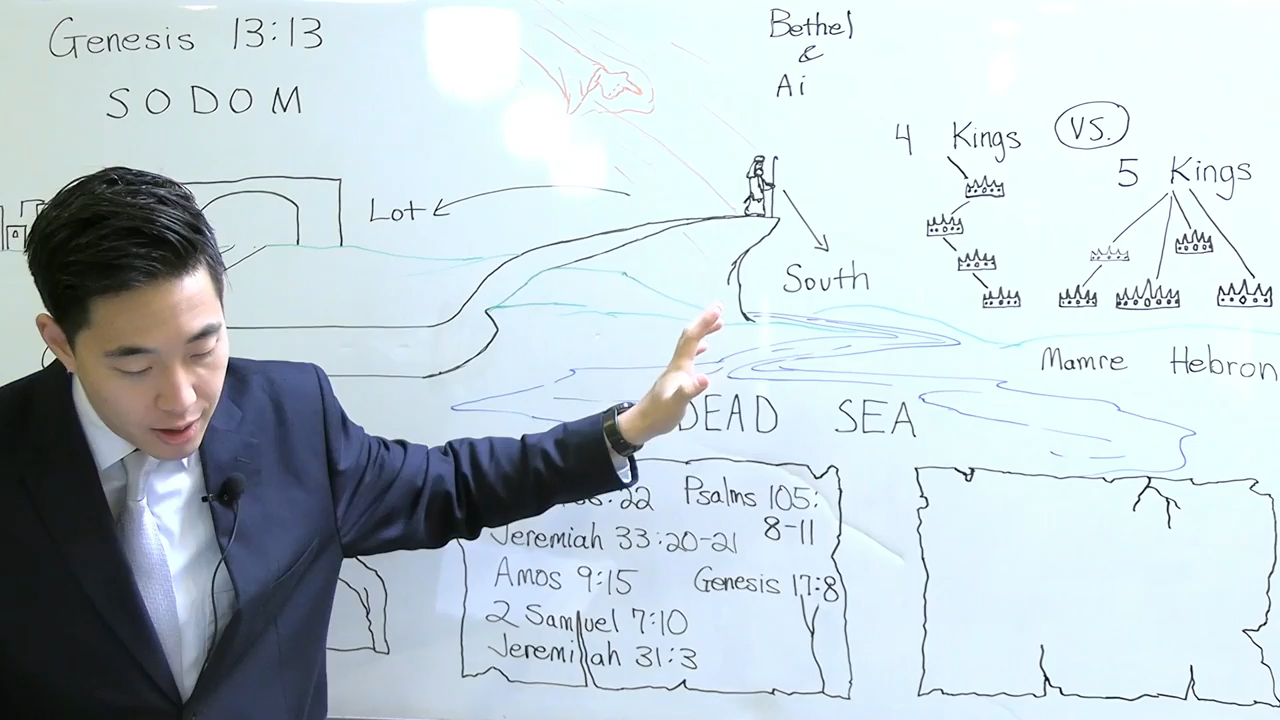 Genesis 13:13
SODOM
Bethel
&
Ai
4 Kings
VS.
5 Kings
Lot
South
Mamre Hebron
DEAD SEA
:22 Psalms 105:
8-11
Jeremiah 33:20-21
Amos 9:15 Genesis 17:8
2 Samuel 7:10
Jeremiah 31:3